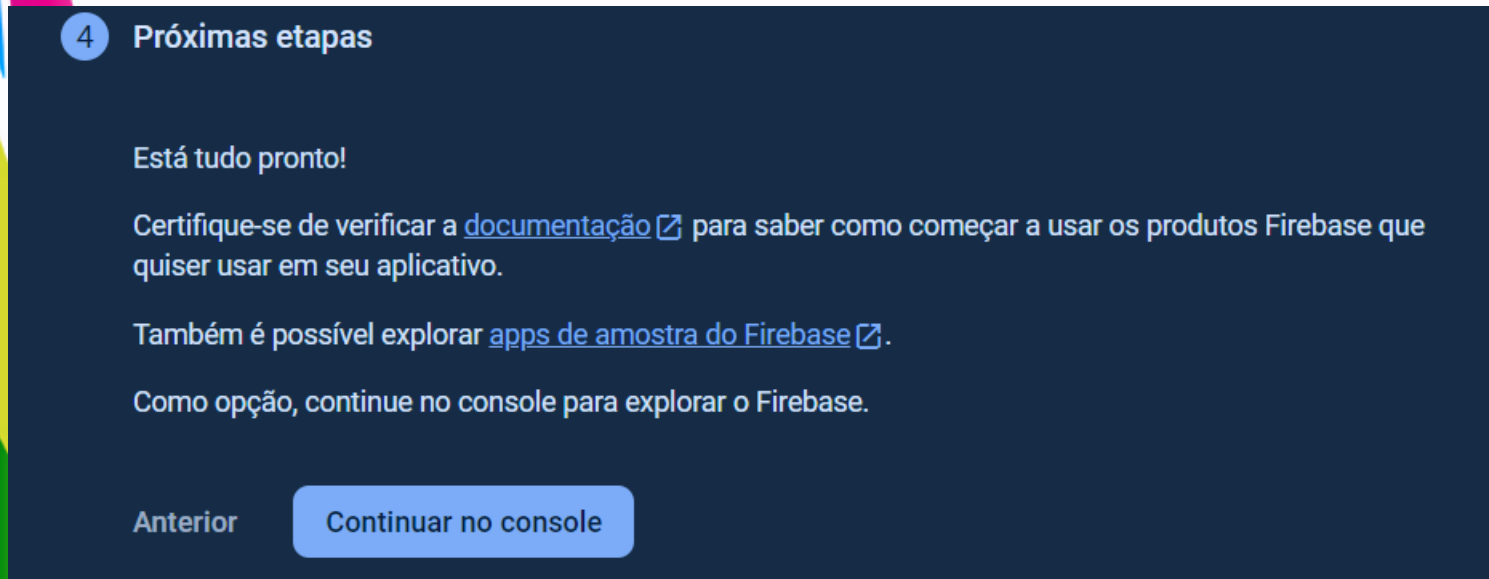 4 Próximas etapas
Está tudo pronto!
Certifique-se de verificar a documentação para saber como começar a usar os produtos Firebase que
quiser usar em seu aplicativo.
Também é possível explorar apps de amostra do Firebase.
Como opção, continue no console para explorar o Firebase.
Anterior Continuar no console